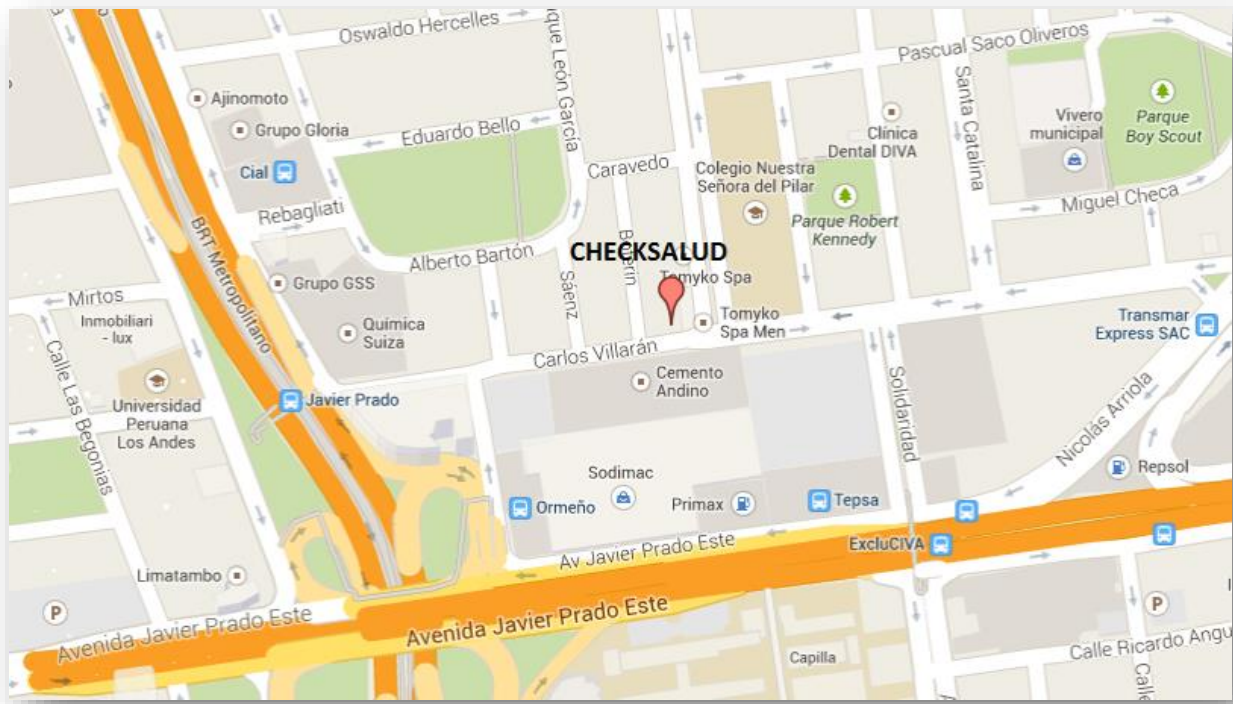 Oswaldo Hercelles
Pascual Saco Oliveros
Ajinomoto
Grupo Gloria
Eduardo Bello
Cial
Caravedo
Colegio Nuestra
Señora del Pilar
Clínica
Dental DIVA
Santa Catalina
Vivero
municipal
Parque
Boy Scout
Miguel Checa
Parque Robert
Kennedy
Rebagliati
Alberto Bartón
BRT Metropolitano
CHECKSALUD
Tomyko Spa
Tomyko
Spa Men
Sáenz
Grupo GSS
Química
Suiza
Mirtos
Inmobiliari
- lux
Calle Las Begonias
Universidad
Peruana
Los Andes
Javier Prado
Carlos Villarán
Cemento
Andino
Transmar
Express SAC
Solidaridad
Nicolás Arriola
Repsol
Sodimac
Ormeño
Primax
Tepsa
ExcluCIVA
Av Javier Prado Este
Limatambo
P
Avenida Javier Prado Este
Avenida Javier Prado Este
Capilla
P
Calle Ricardo Angu
Calle